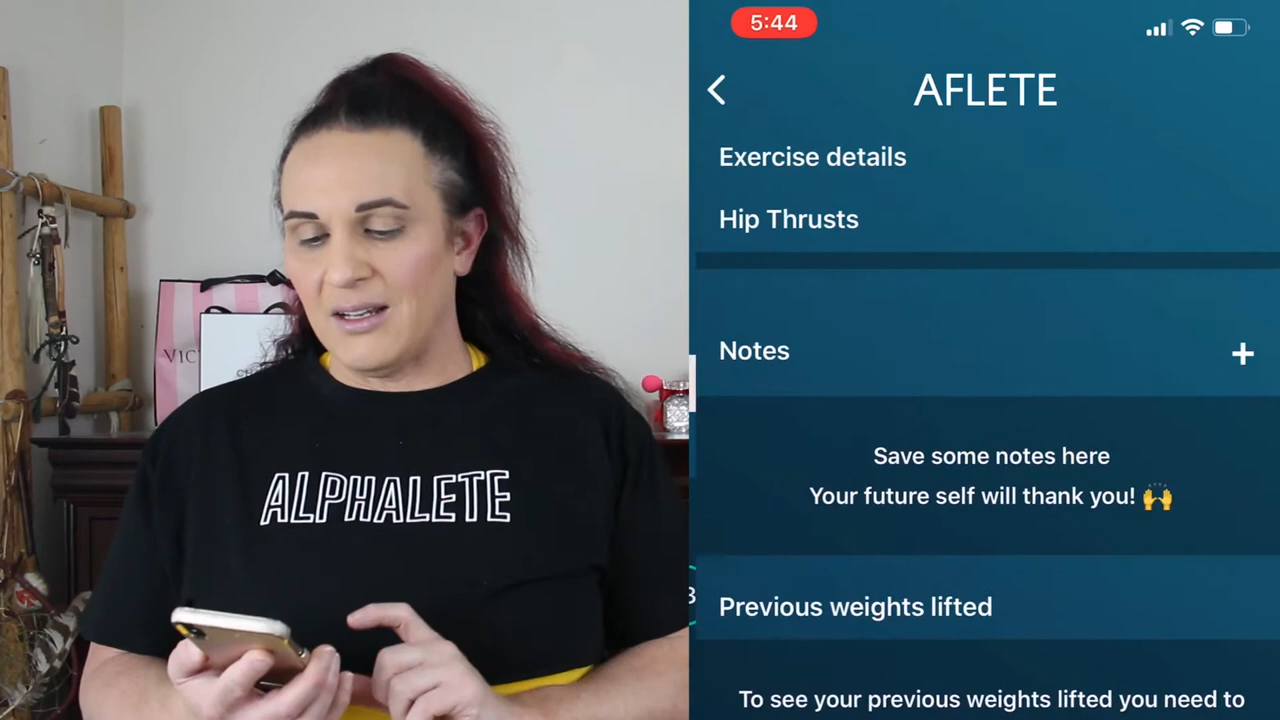 VIC
ALPHALETE
5:44
AFLETE
Exercise details
Hip Thrusts
Notes
+
Save some notes here
Your future self will thank you! 🙌
Previous weights lifted
To see your previous weights lifted you need to